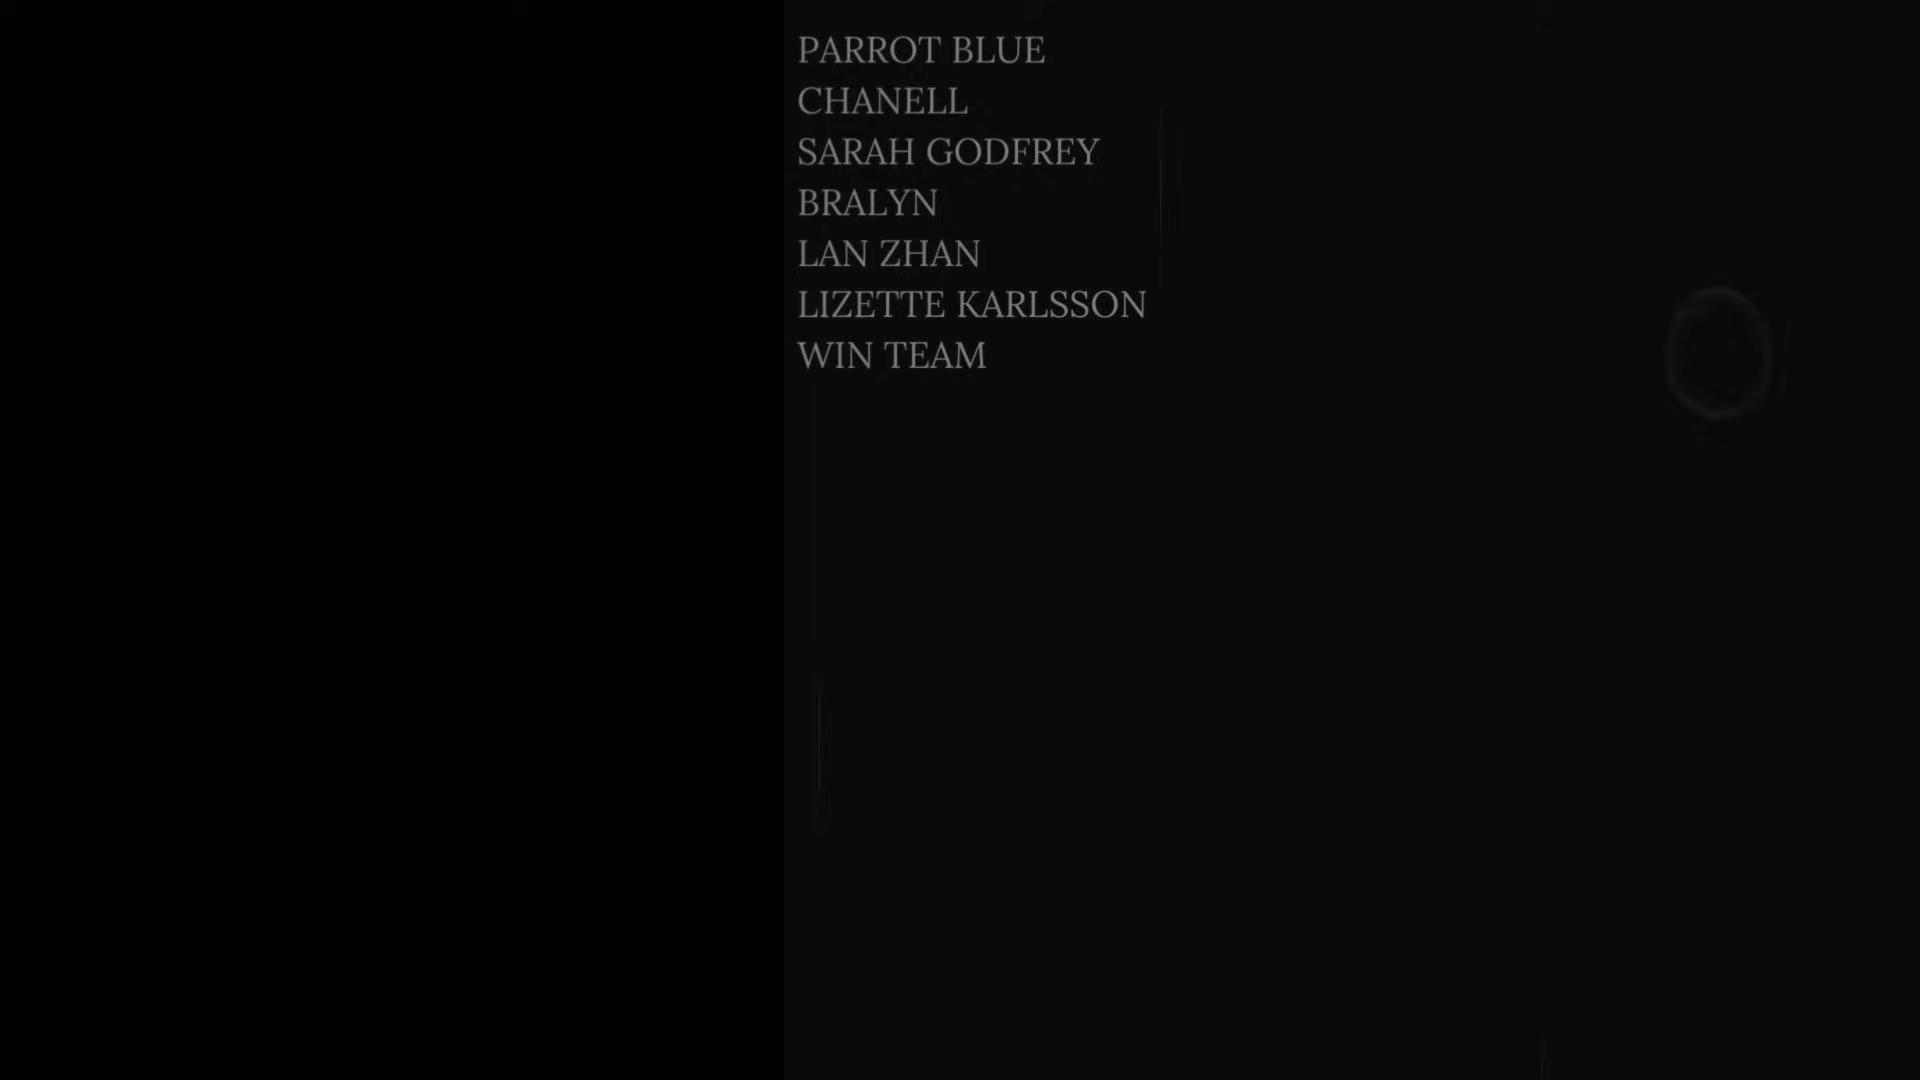 PARROT BLUE
CHANELL
SARAH GODFREY
BRALYN
LAN ZHAN
LIZETTE KARLSSON
WIN TEAM